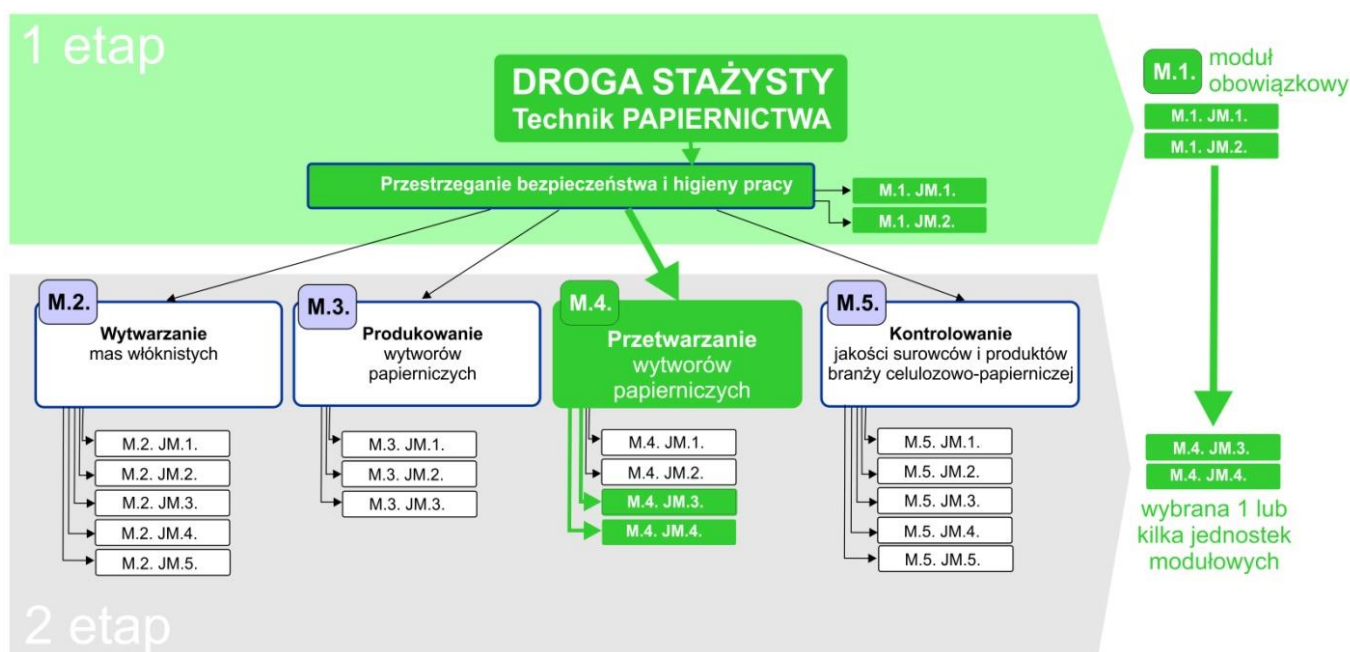 1 etap
DROGA STAŻYSTY
Technik PAPIERNICTWA
Przestrzeganie bezpieczeństwa i higieny pracy
M.1. JM.1.
M.1. JM.2.
M.1.
moduł
obowiązkowy
M.1. JM.1.
M.1. JM.2.
M.2.
Wytwarzanie
mas włóknistych
M.2. JM.1.
M.2. JM.2.
M.2. JM.3.
M.2. JM.4.
M.2. JM.5.
M.3.
Produkowanie
wytworów
papierniczych
M.3. JM.1.
M.3. JM.2.
M.3. JM.3.
M.4.
Przetwarzanie
wytworów
papierniczych
M.4. JM.1.
M.4. JM.2.
M.4. JM.3.
M.4. JM.4.
M.5.
Kontrolowanie
jakości surowców i produktów
branży celulozowo-papierniczej
M.5. JM.1.
M.5. JM.2.
M.5. JM.3.
M.5. JM.4.
M.5. JM.5.
M.4. JM.3.
M.4. JM.4.
wybrana 1 lub
kilka jednostek
modułowych
2 etap